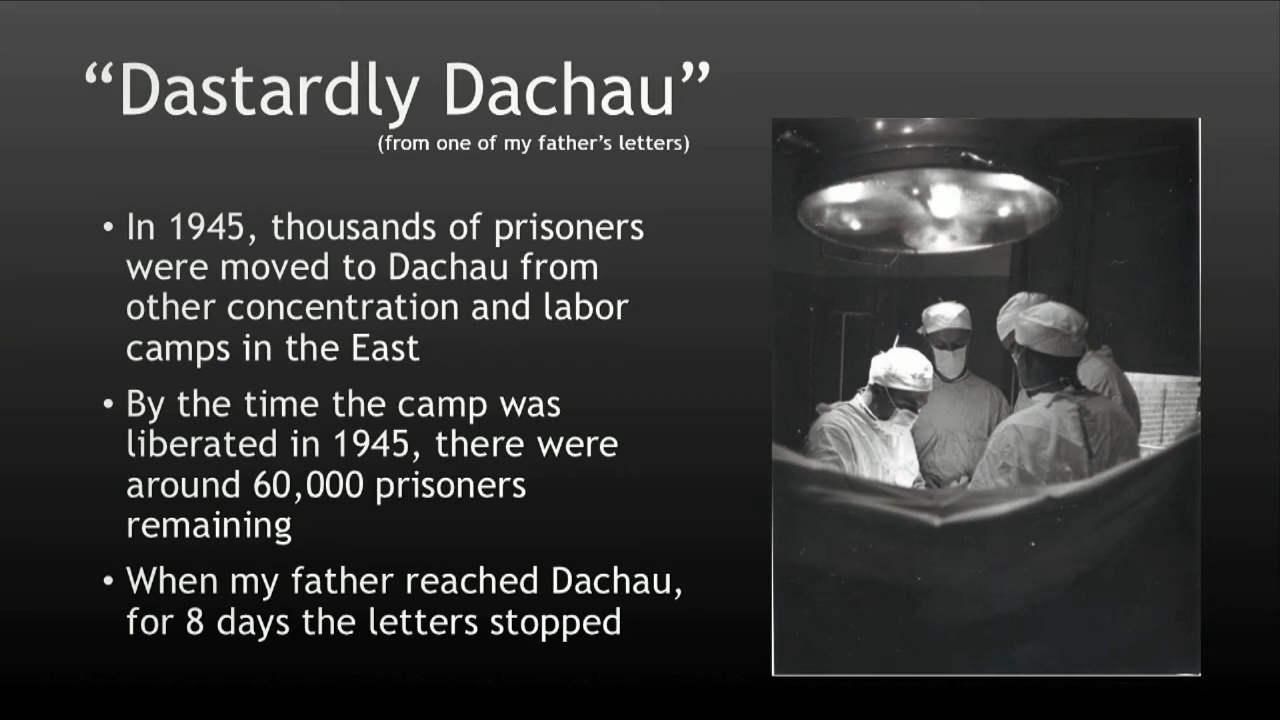 “Dastardly Dachau”
(from one of my father’s letters)
• In 1945, thousands of prisoners
were moved to Dachau from
other concentration and labor
camps in the East
• By the time the camp was
liberated in 1945, there were
around 60,000 prisoners
remaining
• When my father reached Dachau,
for 8 days the letters stopped